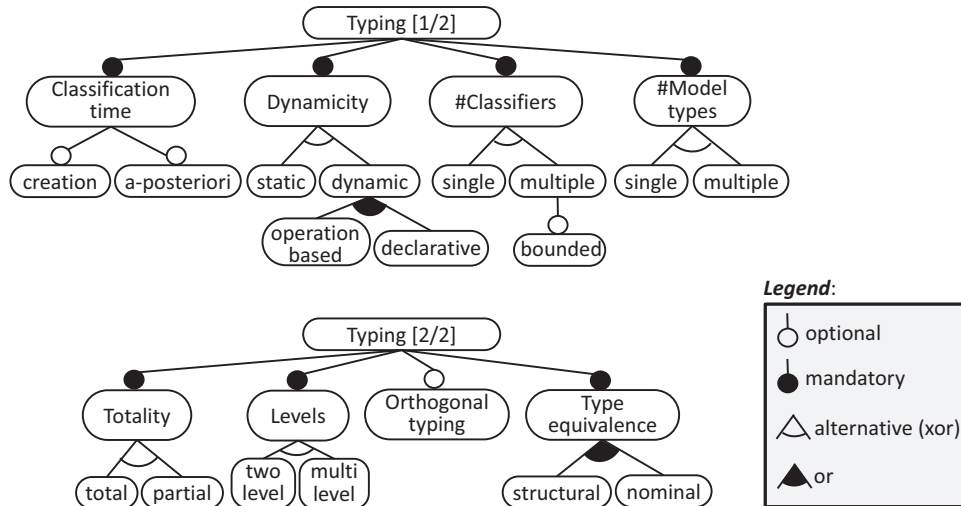 Typing [1/2]
Classification
time
Dynamicity
#Classifiers
#Model
types
creation
a-posteriori
static
dynamic
single
multiple
single
multiple
operation
based
declarative
bounded
Legend:
optional
mandatory
alternative (xor)
or
Typing [2/2]
Totality
Levels
Orthogonal
typing
Type
equivalence
total
partial
two
level
multi
level
structural
nominal